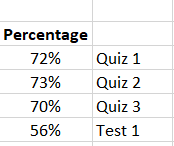 Percentage
72% Quiz 1
73% Quiz 2
70% Quiz 3
56% Test 1